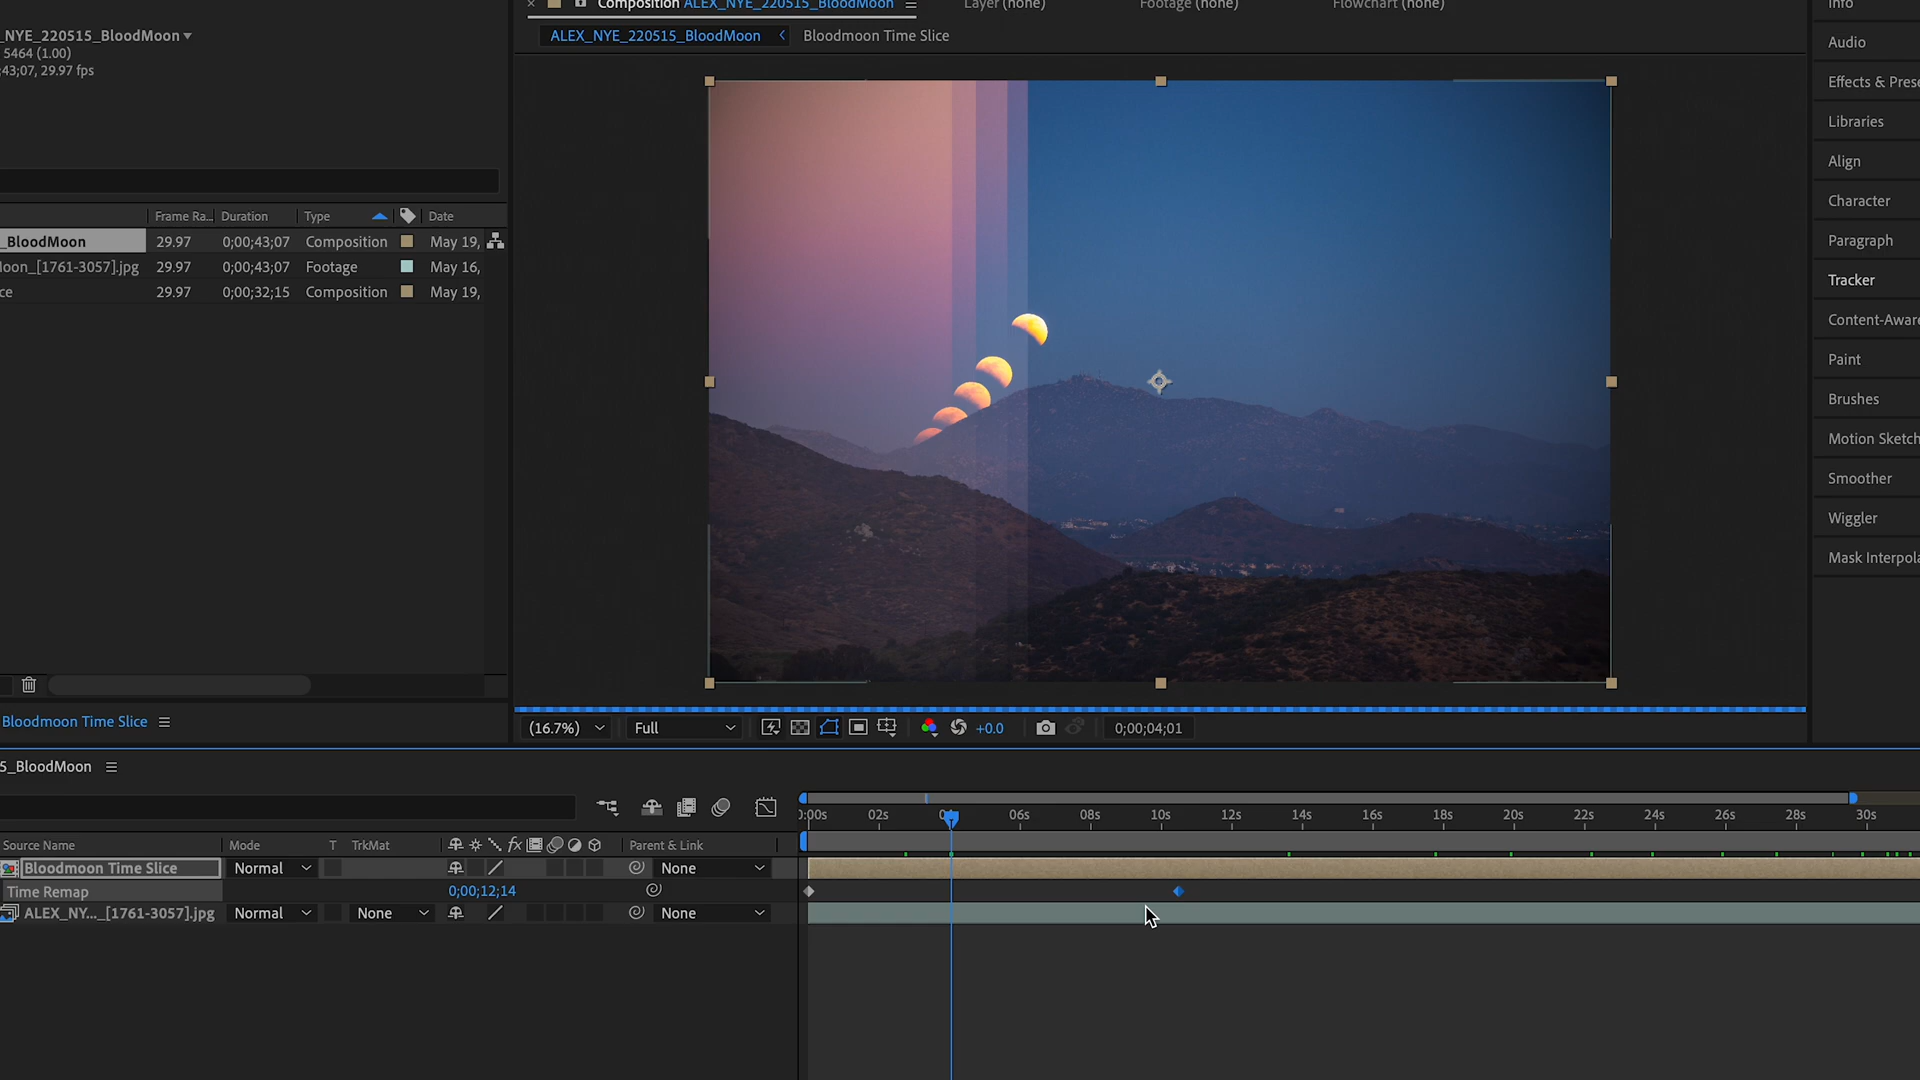 Composition ALEX_NYE_220515_BloodMoon
Layer (none)
Footage (none)
Flowchart (none)
Info
_NYE_220515_BloodMoon
5464 (1.00)
43;07, 29.97 fps
ALEX_NYE_220515_BloodMoon
Bloodmoon Time Slice
Audio
Effects & Prese
Libraries
Align
Character
Paragraph
Tracker
Content-Aware
Paint
Brushes
Motion Sketch
Smoother
Wiggler
Mask Interpola
Frame Ra... Duration Type Date
_BloodMoon 29.97 0;00;43;07 Composition May 19,
Moon_[1761-3057].jpg 29.97 0;00;43;07 Footage May 16,
ce 29.97 0;00;32;15 Composition May 19,
Bloodmoon Time Slice
(16.7%) Full +0.0 0;00;04;01
5_BloodMoon
0:00s 02s 06s 08s 10s 12s 14s 16s 18s 20s 22s 24s 26s 28s 30s
Source Name Mode T TrkMat fx Parent & Link
Bloodmoon Time Slice Normal None
Time Remap 0;00;12;14
ALEX_NY..._[1761-3057].jpg Normal None None